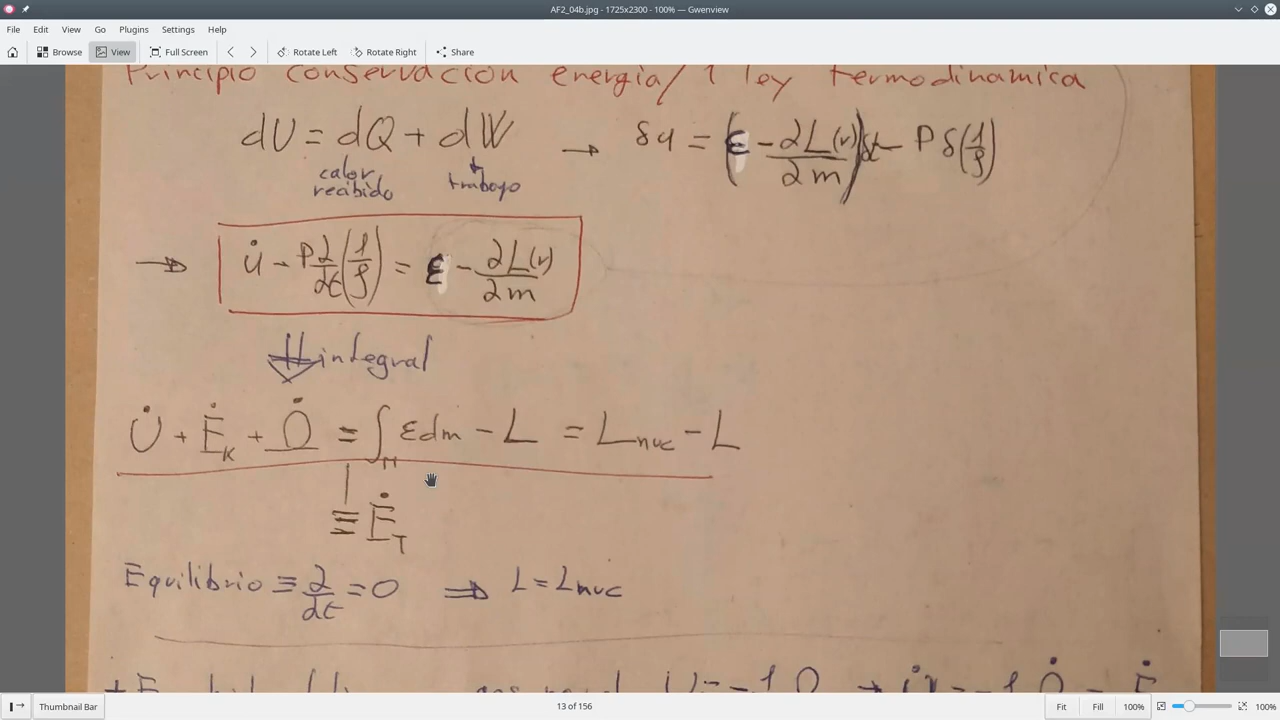 AF2_04b.jpg - 1725x2300 - 100% — Gwenview
File Edit View Go Plugins Settings Help
Browse View Full Screen Rotate Left Rotate Right Share
Principio conservación energía/1 ley termodinámica
dU = dQ + dW → δu = (ε - ∂L(r)/∂m)δt - P δ(1/ρ)
calor recibido trabajo
→ u̇ - P ∂/∂t (1/ρ) = ε - ∂L(r)/∂m
⇓ integral
U̇ + Ė_K + Ω̇ = ∫_M ε dm - L = L_nuc - L
≡ Ė_T
Equilibrio ≡ ∂/∂t = 0 ⇒ L = L_nuc
Thumbnail Bar 13 of 156 Fit Fill 100% 100%